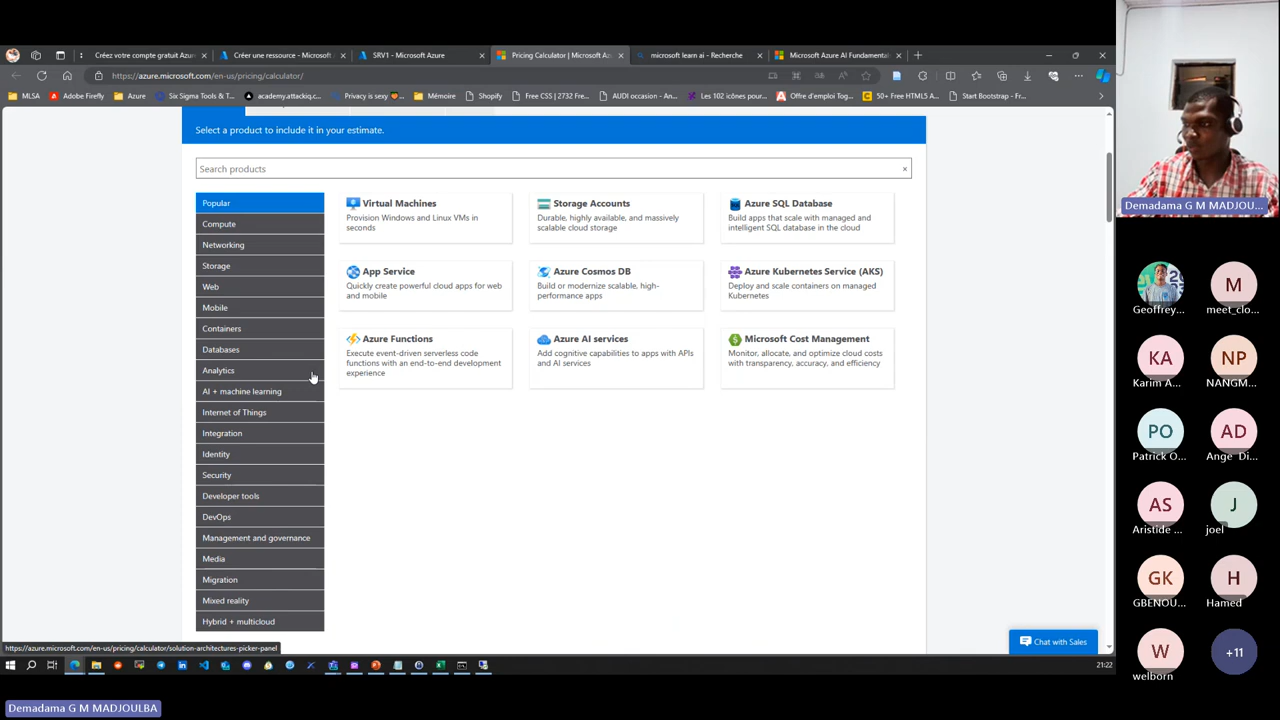 Créez votre compte gratuit Azure
Créer une ressource - Microsoft
SRV1 - Microsoft Azure
Pricing Calculator | Microsoft Az
microsoft learn ai - Recherche
Microsoft Azure AI Fundamental
https://azure.microsoft.com/en-us/pricing/calculator/
MLSA
Adobe Firefly
Azure
Six Sigma Tools & T...
academy.attackiq.c...
Privacy is sexy
Mémoire
Shopify
Free CSS | 2732 Fre...
AUDI occasion - An...
Les 102 icônes pour...
Offre d'emploi Tog...
50+ Free HTML5 A...
Start Bootstrap - Fr...
Select a product to include it in your estimate.
Search products
Popular
Compute
Networking
Storage
Web
Mobile
Containers
Databases
Analytics
AI + machine learning
Internet of Things
Integration
Identity
Security
Developer tools
DevOps
Management and governance
Media
Migration
Mixed reality
Hybrid + multicloud
Virtual Machines
Provision Windows and Linux VMs in
seconds
Storage Accounts
Durable, highly available, and massively
scalable cloud storage
Azure SQL Database
Build apps that scale with managed and
intelligent SQL database in the cloud
App Service
Quickly create powerful cloud apps for web
and mobile
Azure Cosmos DB
Build or modernize scalable, high-
performance apps
Azure Kubernetes Service (AKS)
Deploy and scale containers on managed
Kubernetes
Azure Functions
Execute event-driven serverless code
functions with an end-to-end development
experience
Azure AI services
Add cognitive capabilities to apps with APIs
and AI services
Microsoft Cost Management
Monitor, allocate, and optimize cloud costs
with transparency, accuracy, and efficiency
https://azure.microsoft.com/en-us/pricing/calculator/solution-architectures-picker-panel
Chat with Sales
21:22
Demadama G M MADJOULBA
Demadama G M MADJOU...
Geoffrey...
meet_clo...
KA
Karim A...
NP
NANGM...
PO
Patrick O...
AD
Ange Di...
AS
Aristide ...
J
joel
GK
GBENOU...
H
Hamed
W
welborn
+11
M